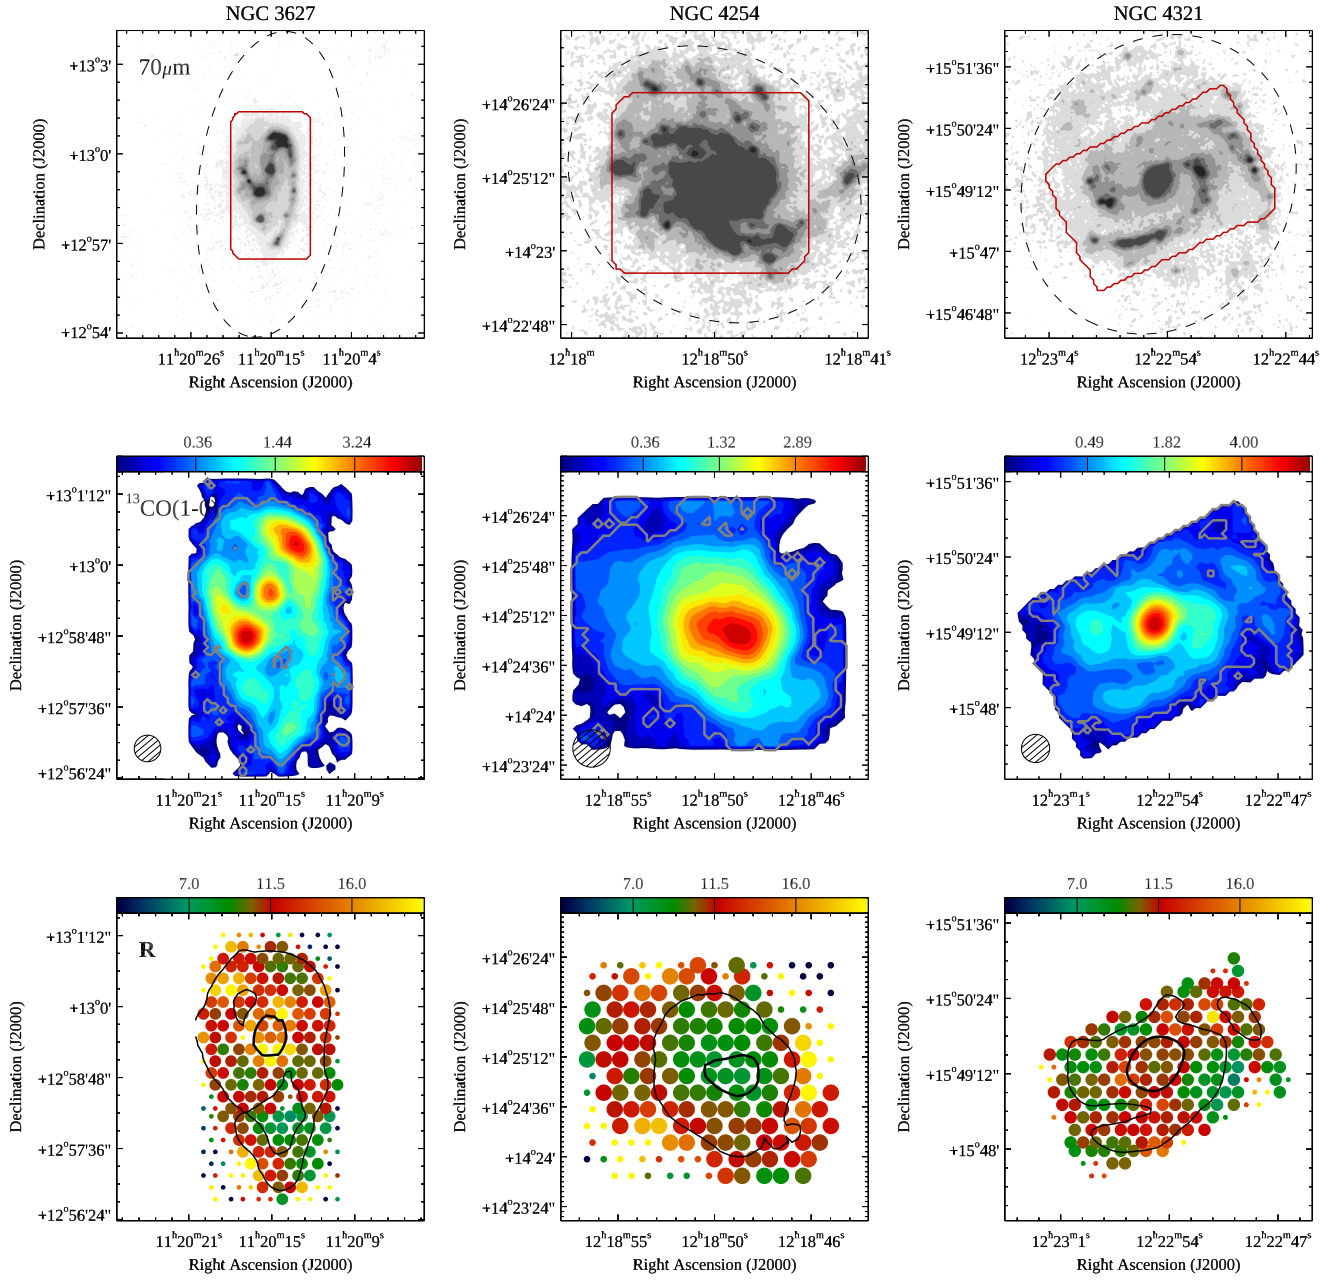 NGC 3627
NGC 4254
NGC 4321
70μm
+13°3'
+13°0'
+12°57'
+12°54'
Declination (J2000)
11ʰ20ᵐ26ˢ 11ʰ20ᵐ15ˢ 11ʰ20ᵐ4ˢ
Right Ascension (J2000)
+14°26'24"
+14°25'12"
+14°23'
+14°22'48"
Declination (J2000)
12ʰ18ᵐ 12ʰ18ᵐ50ˢ 12ʰ18ᵐ41ˢ
Right Ascension (J2000)
+15°51'36"
+15°50'24"
+15°49'12"
+15°47'
+15°46'48"
Declination (J2000)
12ʰ23ᵐ4ˢ 12ʰ22ᵐ54ˢ 12ʰ22ᵐ44ˢ
Right Ascension (J2000)
0.36 1.44 3.24
¹³CO(1-0)
+13°1'12"
+13°0'
+12°58'48"
+12°57'36"
+12°56'24"
Declination (J2000)
11ʰ20ᵐ21ˢ 11ʰ20ᵐ15ˢ 11ʰ20ᵐ9ˢ
Right Ascension (J2000)
0.36 1.32 2.89
+14°26'24"
+14°25'48"
+14°25'12"
+14°24'36"
+14°24'
+14°23'24"
Declination (J2000)
12ʰ18ᵐ55ˢ 12ʰ18ᵐ50ˢ 12ʰ18ᵐ46ˢ
Right Ascension (J2000)
0.49 1.82 4.00
+15°51'36"
+15°50'24"
+15°49'12"
+15°48'
Declination (J2000)
12ʰ23ᵐ1ˢ 12ʰ22ᵐ54ˢ 12ʰ22ᵐ47ˢ
Right Ascension (J2000)
7.0 11.5 16.0
R
+13°1'12"
+13°0'
+12°58'48"
+12°57'36"
+12°56'24"
Declination (J2000)
11ʰ20ᵐ21ˢ 11ʰ20ᵐ15ˢ 11ʰ20ᵐ9ˢ
Right Ascension (J2000)
7.0 11.5 16.0
+14°26'24"
+14°25'48"
+14°25'12"
+14°24'36"
+14°24'
+14°23'24"
Declination (J2000)
12ʰ18ᵐ55ˢ 12ʰ18ᵐ50ˢ 12ʰ18ᵐ46ˢ
Right Ascension (J2000)
7.0 11.5 16.0
+15°51'36"
+15°50'24"
+15°49'12"
+15°48'
Declination (J2000)
12ʰ23ᵐ1ˢ 12ʰ22ᵐ54ˢ 12ʰ22ᵐ47ˢ
Right Ascension (J2000)